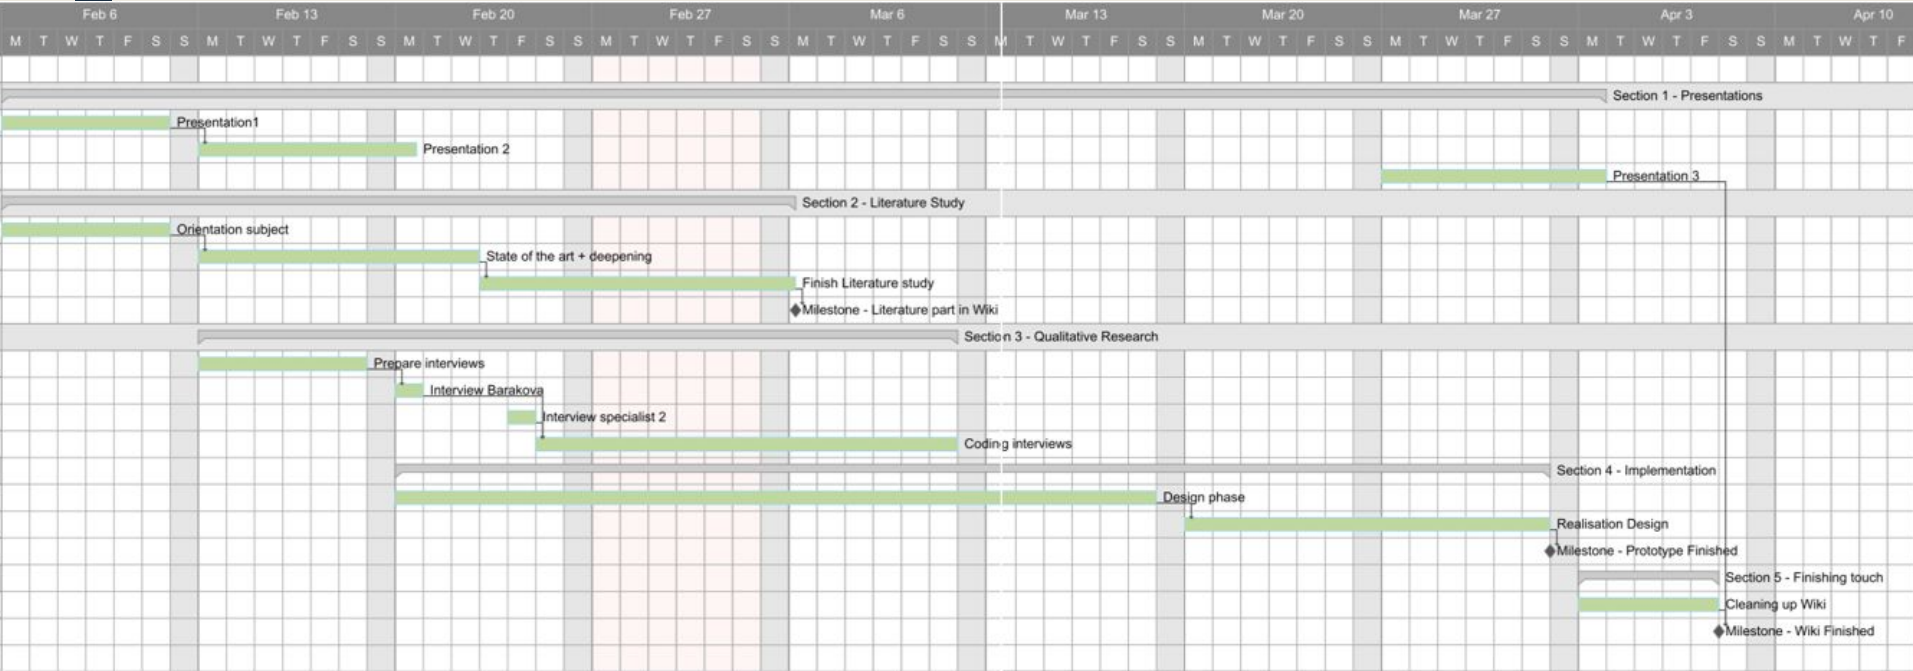 Feb 6 Feb 13 Feb 20 Feb 27 Mar 6 Mar 13 Mar 20 Mar 27 Apr 3 Apr 10
M T W T F S S M T W T F S S M T W T F S S M T W T F S S M T W T F S S M T W T F S S M T W T F S S M T W T F S S M T W T F S S M T W T F
Section 1 - Presentations
Presentation1
Presentation 2
Presentation 3
Section 2 - Literature Study
Orientation subject
State of the art + deepening
Finish Literature study
Milestone - Literature part in Wiki
Section 3 - Qualitative Research
Prepare interviews
Interview Barakova
Interview specialist 2
Coding interviews
Section 4 - Implementation
Design phase
Realisation Design
Milestone - Prototype Finished
Section 5 - Finishing touch
Cleaning up Wiki
Milestone - Wiki Finished